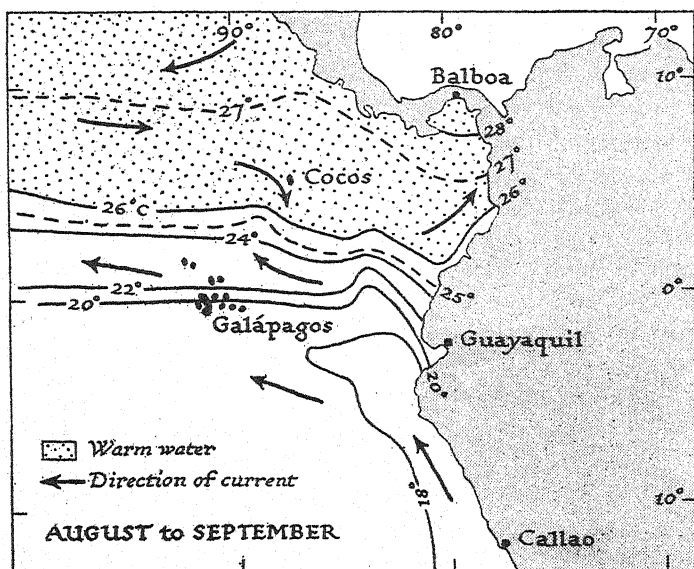 90°
80°
70°
10°
Balboa
27°
28°
27°
Cocos
26°C
26°
24°
25°
22°
0°
20°
Galápagos
Guayaquil
20°
Warm water
Direction of current
18°
10°
AUGUST to SEPTEMBER
Callao